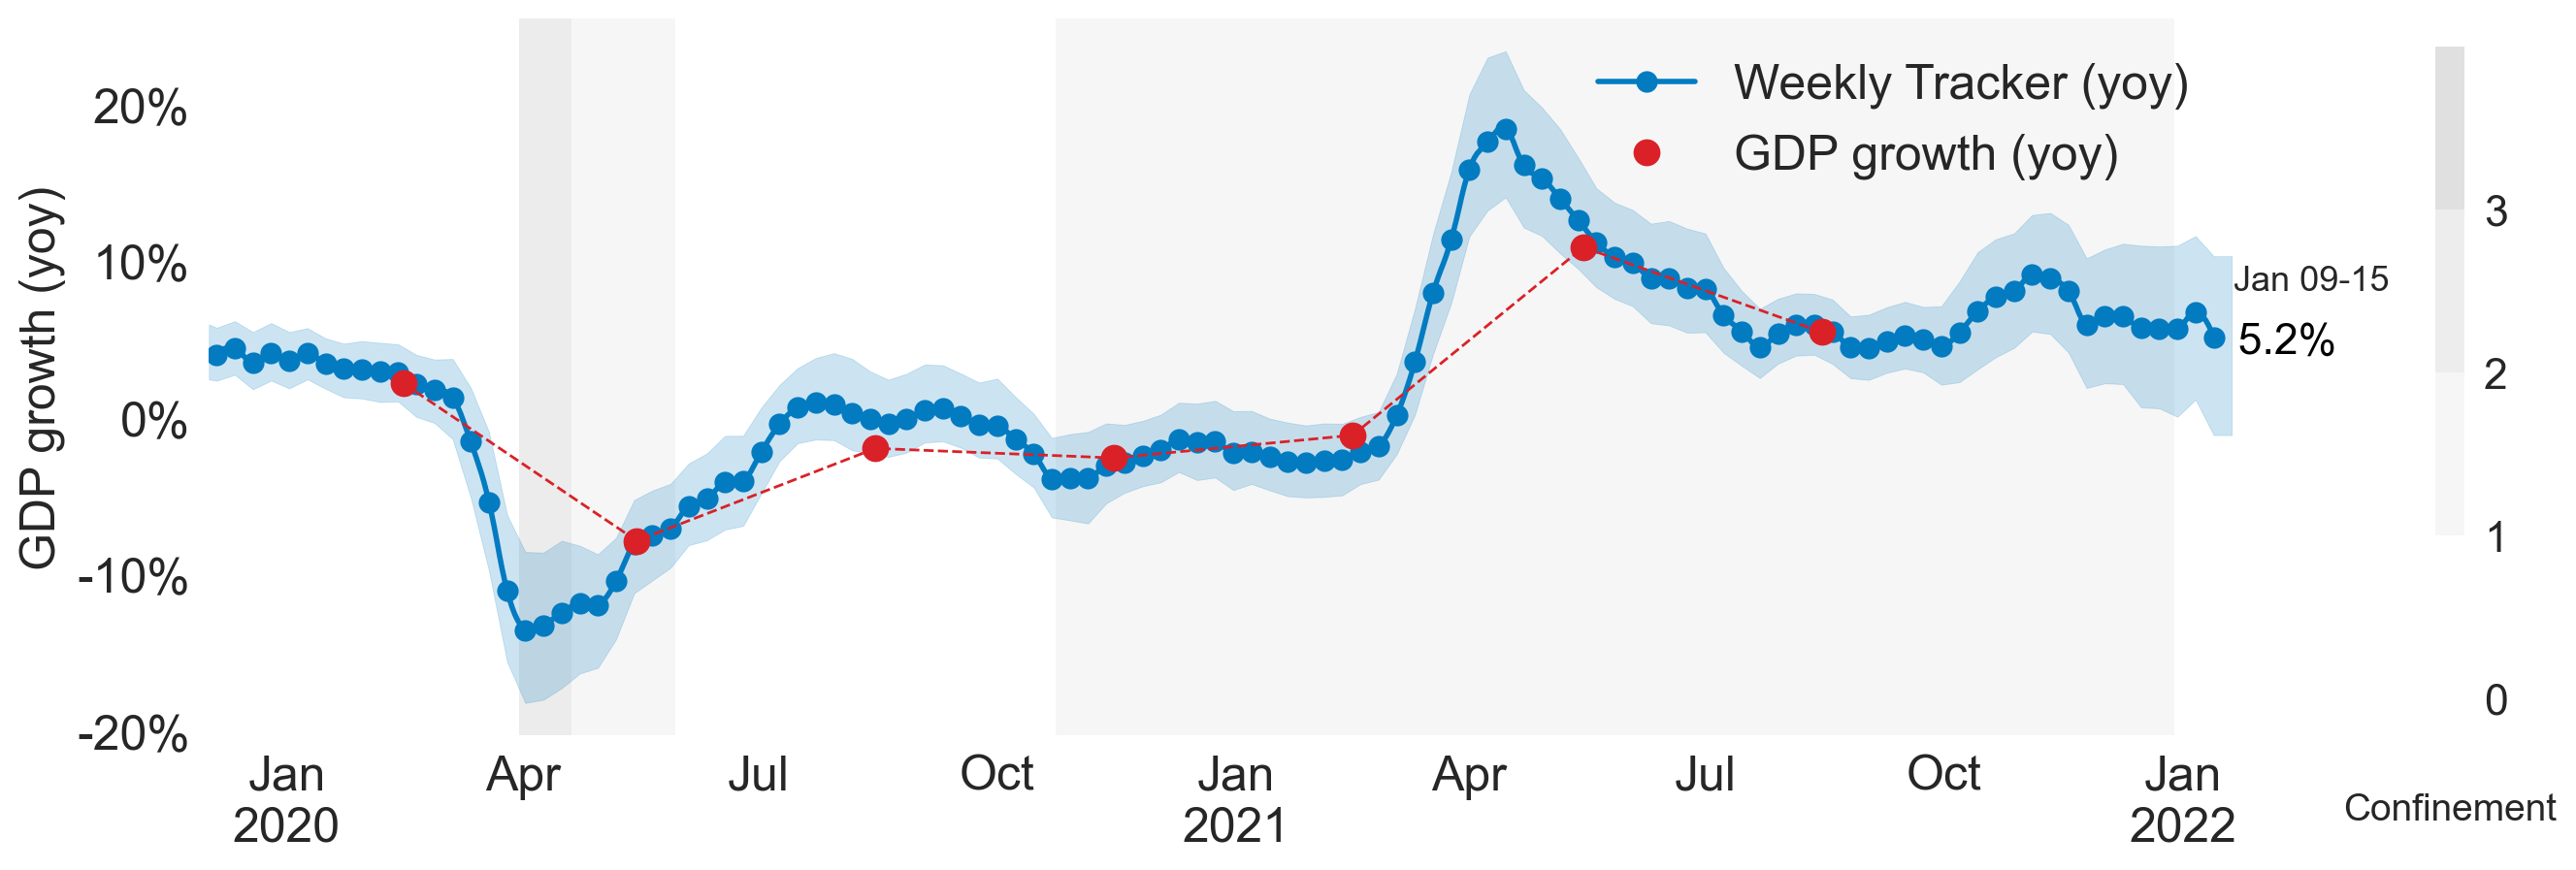 GDP growth (yoy)
20%
10%
0%
-10%
-20%
Weekly Tracker (yoy)
GDP growth (yoy)
Jan 09-15
5.2%
Jan
2020
Apr
Jul
Oct
Jan
2021
Apr
Jul
Oct
Jan
2022
3
2
1
0
Confinement